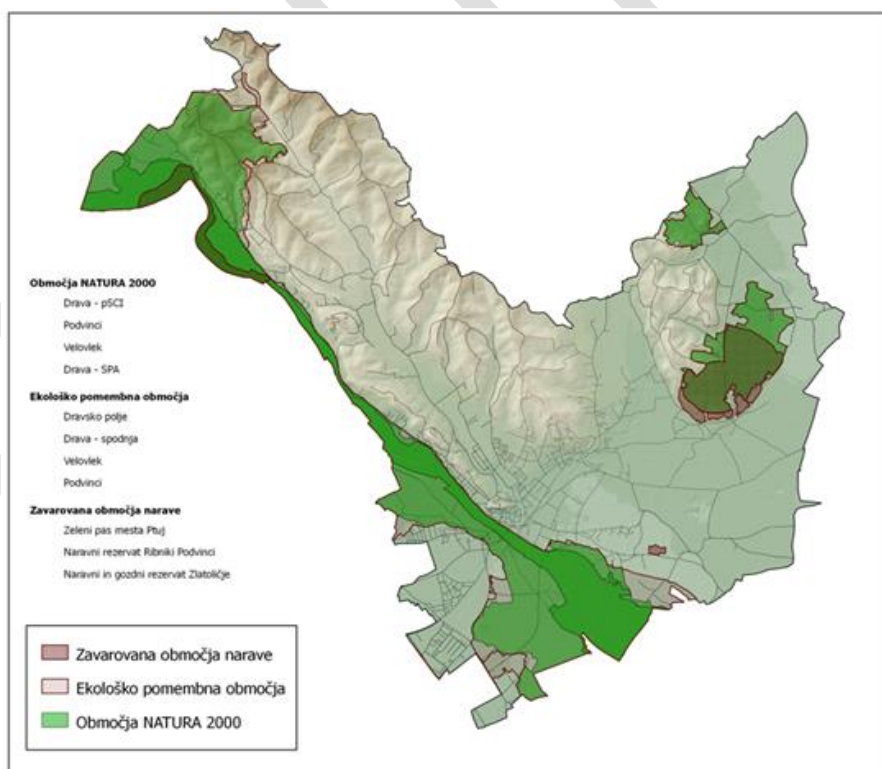 Območja NATURA 2000
Drava - pSCI
Podvinci
Velovlek
Drava - SPA
Ekološko pomembna območja
Dravsko polje
Drava - spodnja
Velovlek
Podvinci
Zavarovana območja narave
Zeleni pas mesta Ptuj
Naravni rezervat Ribniki Podvinci
Naravni in gozdni rezervat Zlatoličje
Zavarovana območja narave
Ekološko pomembna območja
Območja NATURA 2000